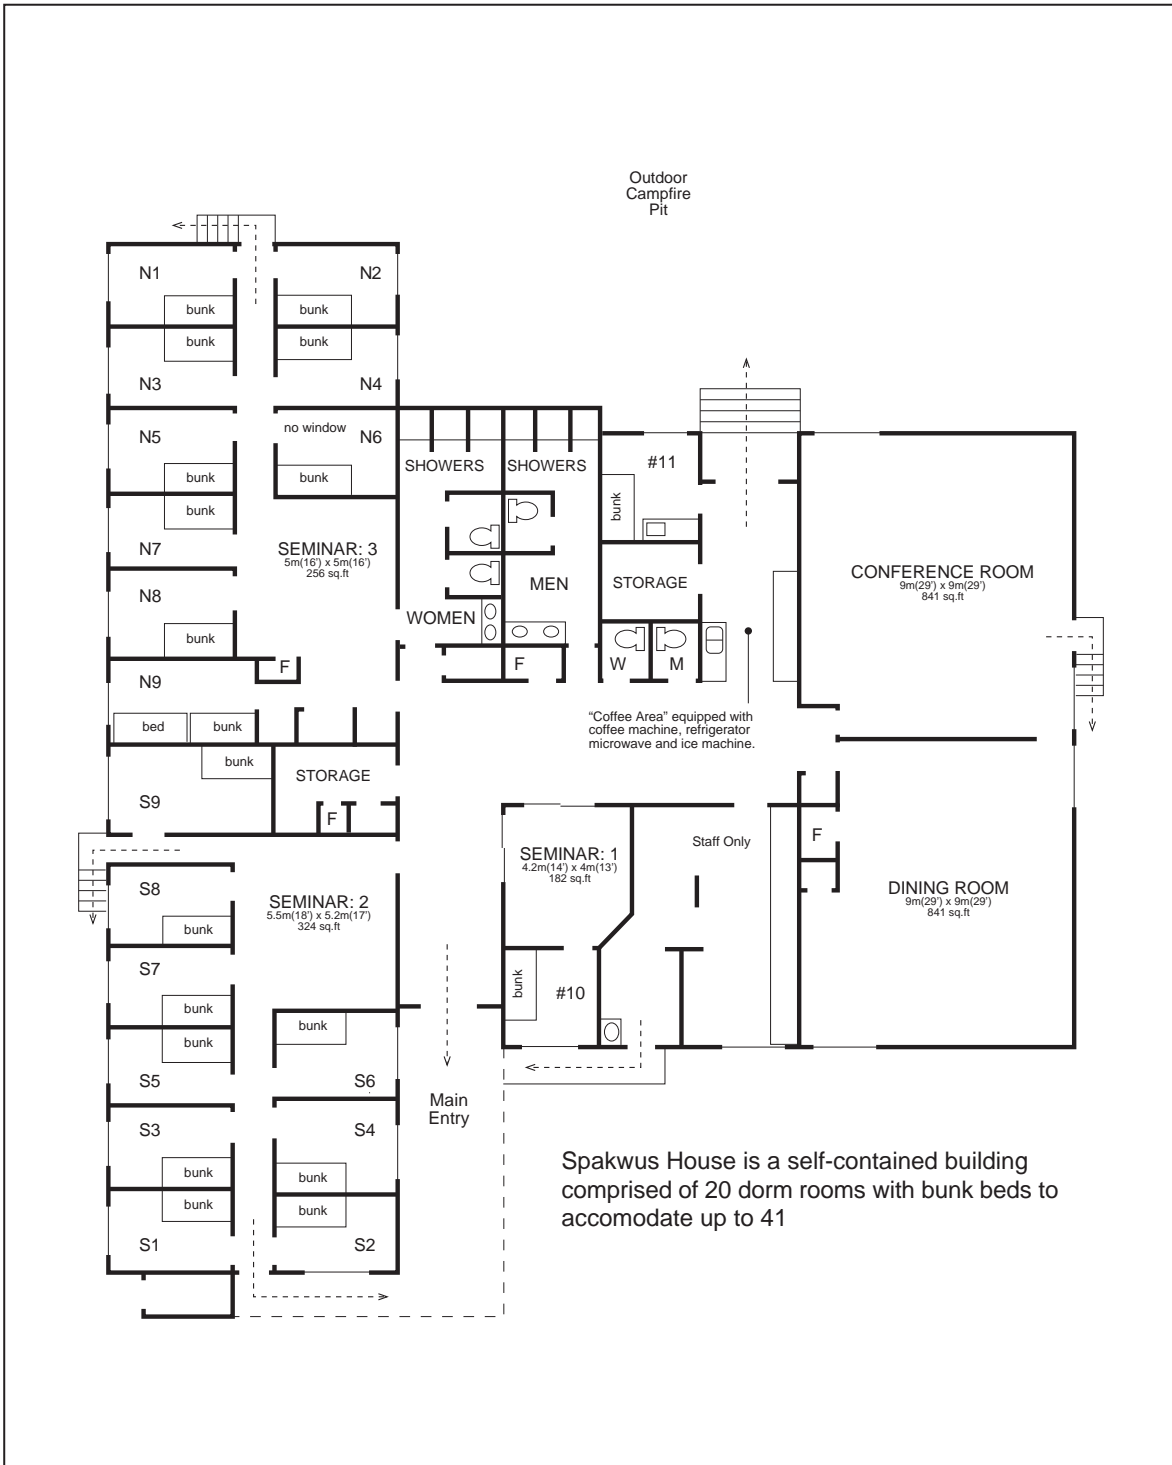 Outdoor
Campfire
Pit
N1
N2
bunk
bunk
bunk
bunk
N3
N4
N5
no window
N6
bunk
bunk
bunk
SHOWERS
SHOWERS
#11
bunk
N7
SEMINAR: 3
5m(16') x 5m(16')
256 sq.ft
N8
bunk
MEN
WOMEN
STORAGE
CONFERENCE ROOM
9m(29') x 9m(29')
841 sq.ft
N9
F
F
W
M
bed
bunk
"Coffee Area" equipped with
coffee machine, refrigerator
microwave and ice machine.
bunk
STORAGE
S9
F
SEMINAR: 1
4.2m(14') x 4m(13')
182 sq.ft
Staff Only
F
S8
bunk
SEMINAR: 2
5.5m(18') x 5.2m(17')
324 sq.ft
DINING ROOM
9m(29') x 9m(29')
841 sq.ft
S7
bunk
bunk
#10
bunk
bunk
S5
S6
Main
Entry
S3
S4
bunk
bunk
bunk
bunk
S1
S2
Spakwus House is a self-contained building
comprised of 20 dorm rooms with bunk beds to
accomodate up to 41